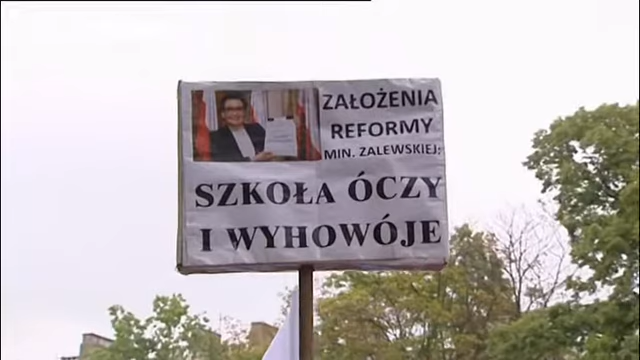 ZAŁOŻENIA
REFORMY
MIN. ZALEWSKIEJ:
SZKOŁA ÓCZY
I WYHOWÓJE